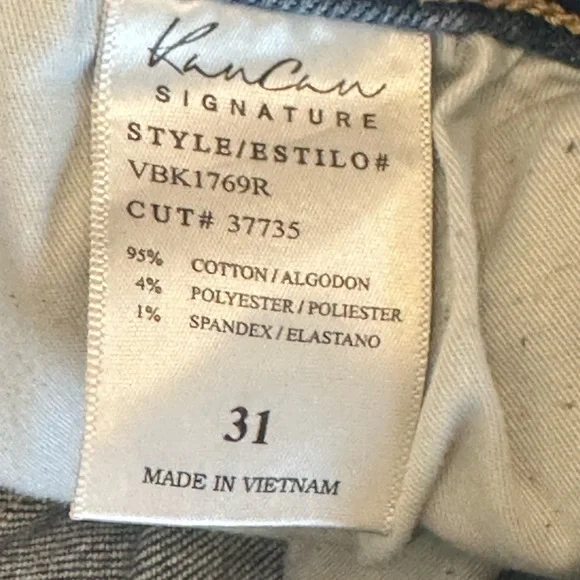 KanCan
SIGNATURE
STYLE/ESTILO#
VBK1769R
CUT# 37735
95% COTTON / ALGODON
4% POLYESTER / POLIESTER
1% SPANDEX / ELASTANO
31
MADE IN VIETNAM